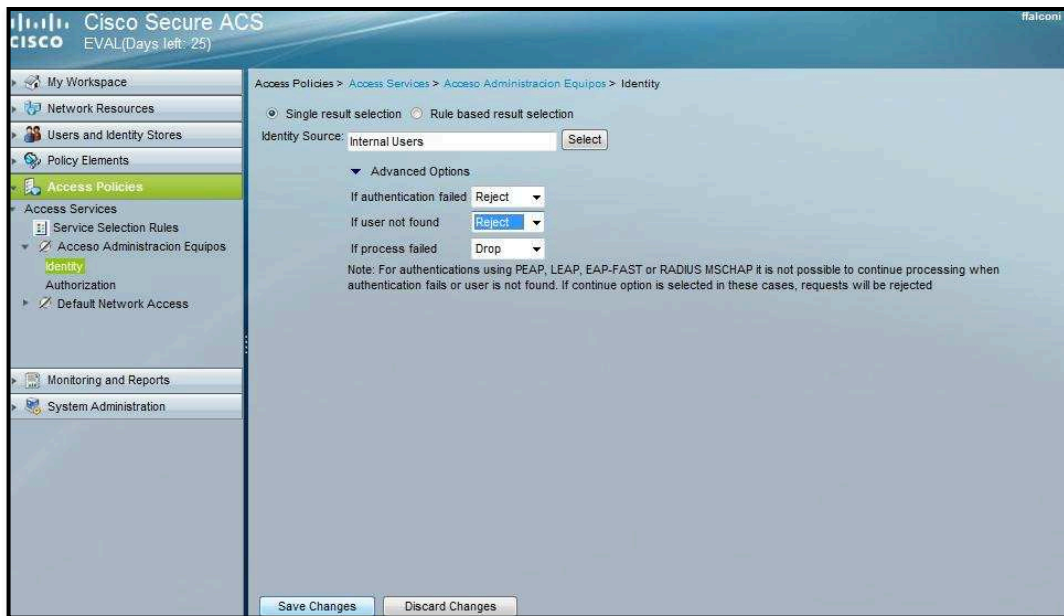 Cisco Secure ACS
CISCO EVAL(Days left: 25)
ffalconi
My Workspace
Network Resources
Users and Identity Stores
Policy Elements
Access Policies
Access Services
Service Selection Rules
Acceso Administracion Equipos
Identity
Authorization
Default Network Access
Monitoring and Reports
System Administration
Access Policies > Access Services > Acceso Administracion Equipos > Identity
Single result selection Rule based result selection
Identity Source: Internal Users Select
Advanced Options
If authentication failed Reject
If user not found Reject
If process failed Drop
Note: For authentications using PEAP, LEAP, EAP-FAST or RADIUS MSCHAP it is not possible to continue processing when
authentication fails or user is not found. If continue option is selected in these cases, requests will be rejected
Save Changes Discard Changes